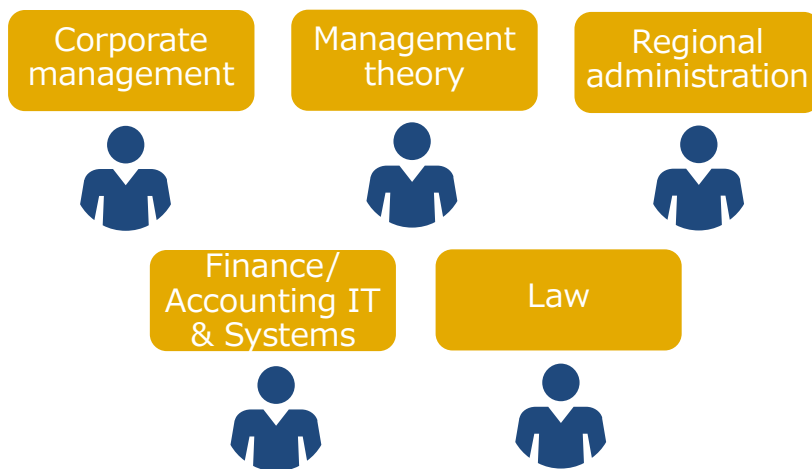 Corporate
management
Management
theory
Regional
administration
Finance/
Accounting IT
& Systems
Law